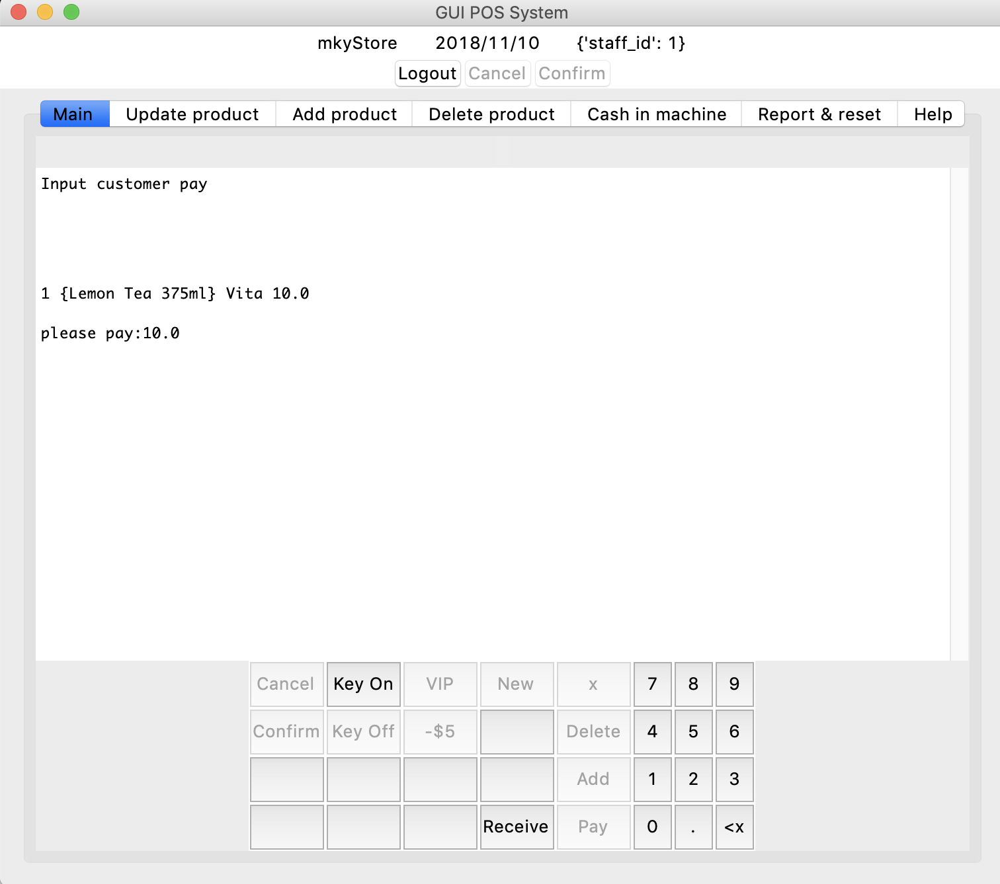 GUI POS System
mkyStore 2018/11/10 {'staff_id': 1}
Logout Cancel Confirm
Main Update product Add product Delete product Cash in machine Report & reset Help
Input customer pay
1 {Lemon Tea 375ml} Vita 10.0
please pay:10.0
Cancel Key On VIP New x 7 8 9
Confirm Key Off -$5 Delete 4 5 6
Add 1 2 3
Receive Pay 0 . <x